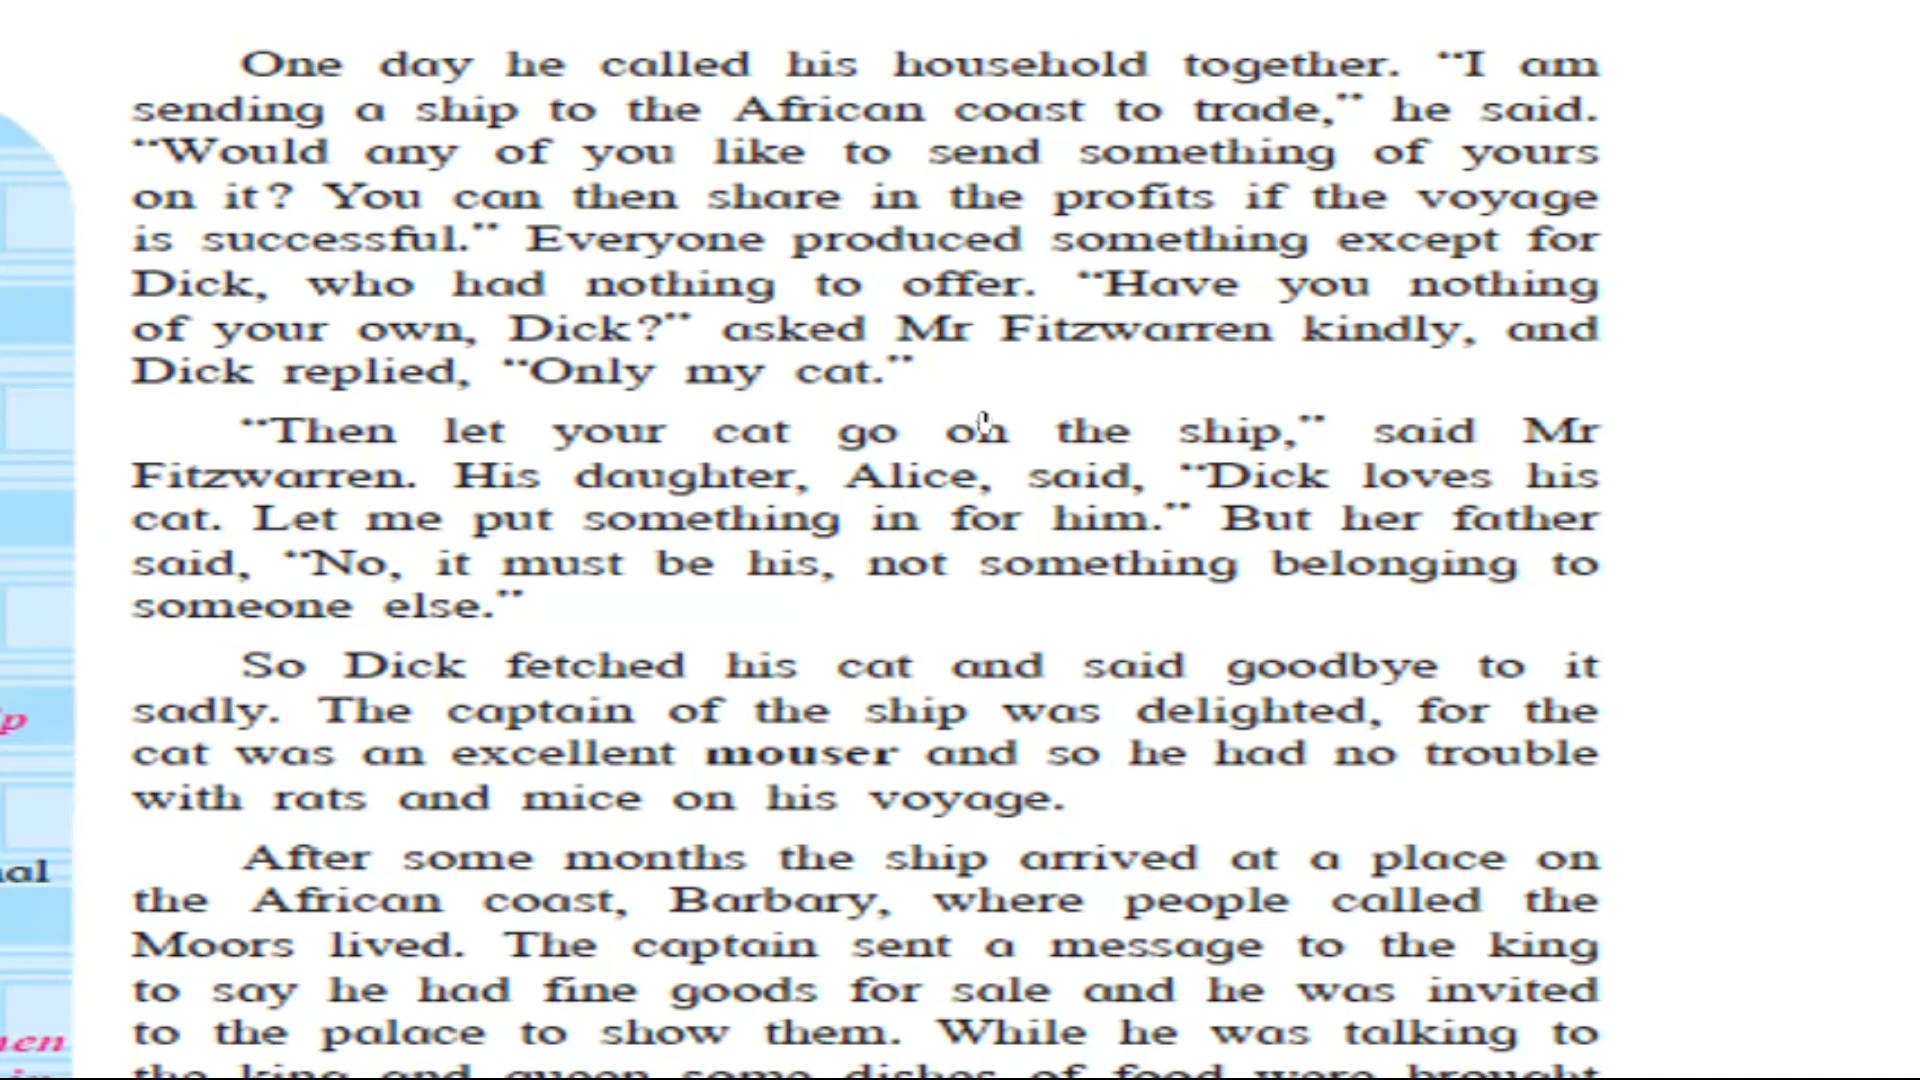 One day he called his household together. “I am
sending a ship to the African coast to trade,” he said.
“Would any of you like to send something of yours
on it? You can then share in the profits if the voyage
is successful.” Everyone produced something except for
Dick, who had nothing to offer. “Have you nothing
of your own, Dick?” asked Mr Fitzwarren kindly, and
Dick replied, “Only my cat.”
“Then let your cat go on the ship,” said Mr
Fitzwarren. His daughter, Alice, said, “Dick loves his
cat. Let me put something in for him.” But her father
said, “No, it must be his, not something belonging to
someone else.”
So Dick fetched his cat and said goodbye to it
sadly. The captain of the ship was delighted, for the
cat was an excellent mouser and so he had no trouble
with rats and mice on his voyage.
After some months the ship arrived at a place on
the African coast, Barbary, where people called the
Moors lived. The captain sent a message to the king
to say he had fine goods for sale and he was invited
to the palace to show them. While he was talking to
the king and queen some dishes of food were brought